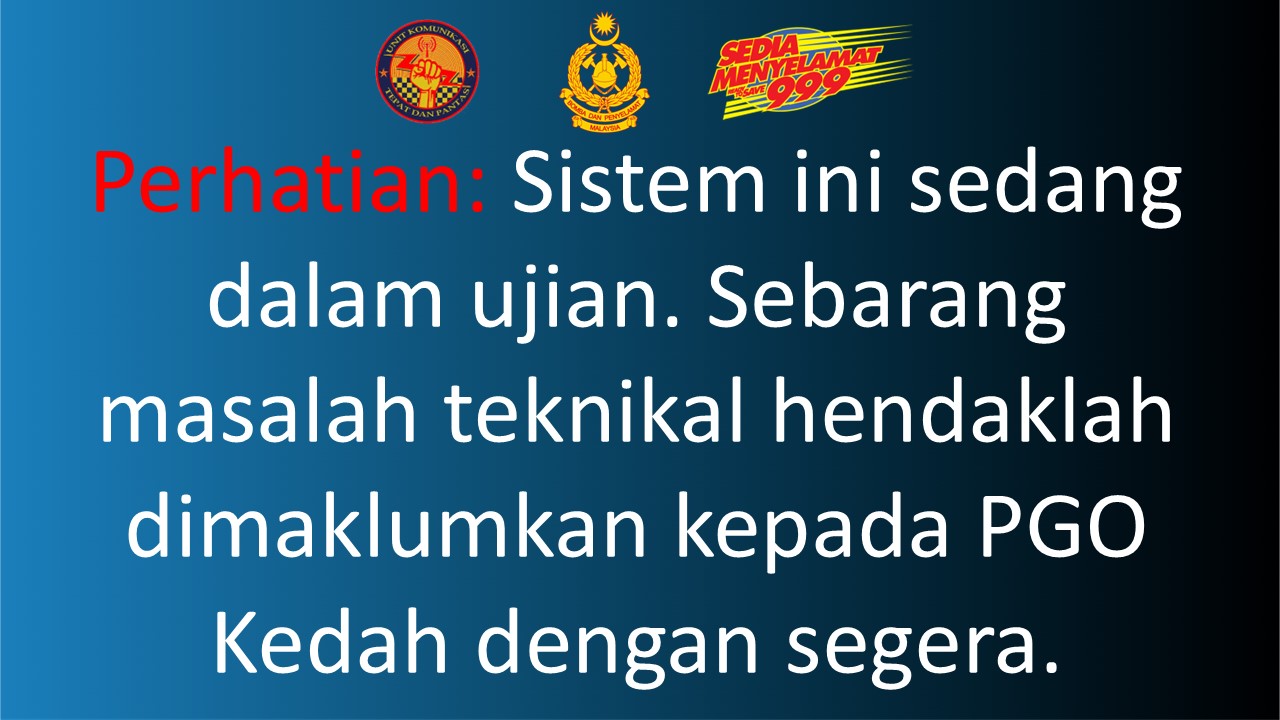 UNIT KOMUNIKASI
TEPAT DAN PANTAS
BOMBA DAN PENYELAMAT
MALAYSIA
SEDIA
MENYELAMAT
READY TO SAVE
999
Perhatian: Sistem ini sedang
dalam ujian. Sebarang
masalah teknikal hendaklah
dimaklumkan kepada PGO
Kedah dengan segera.